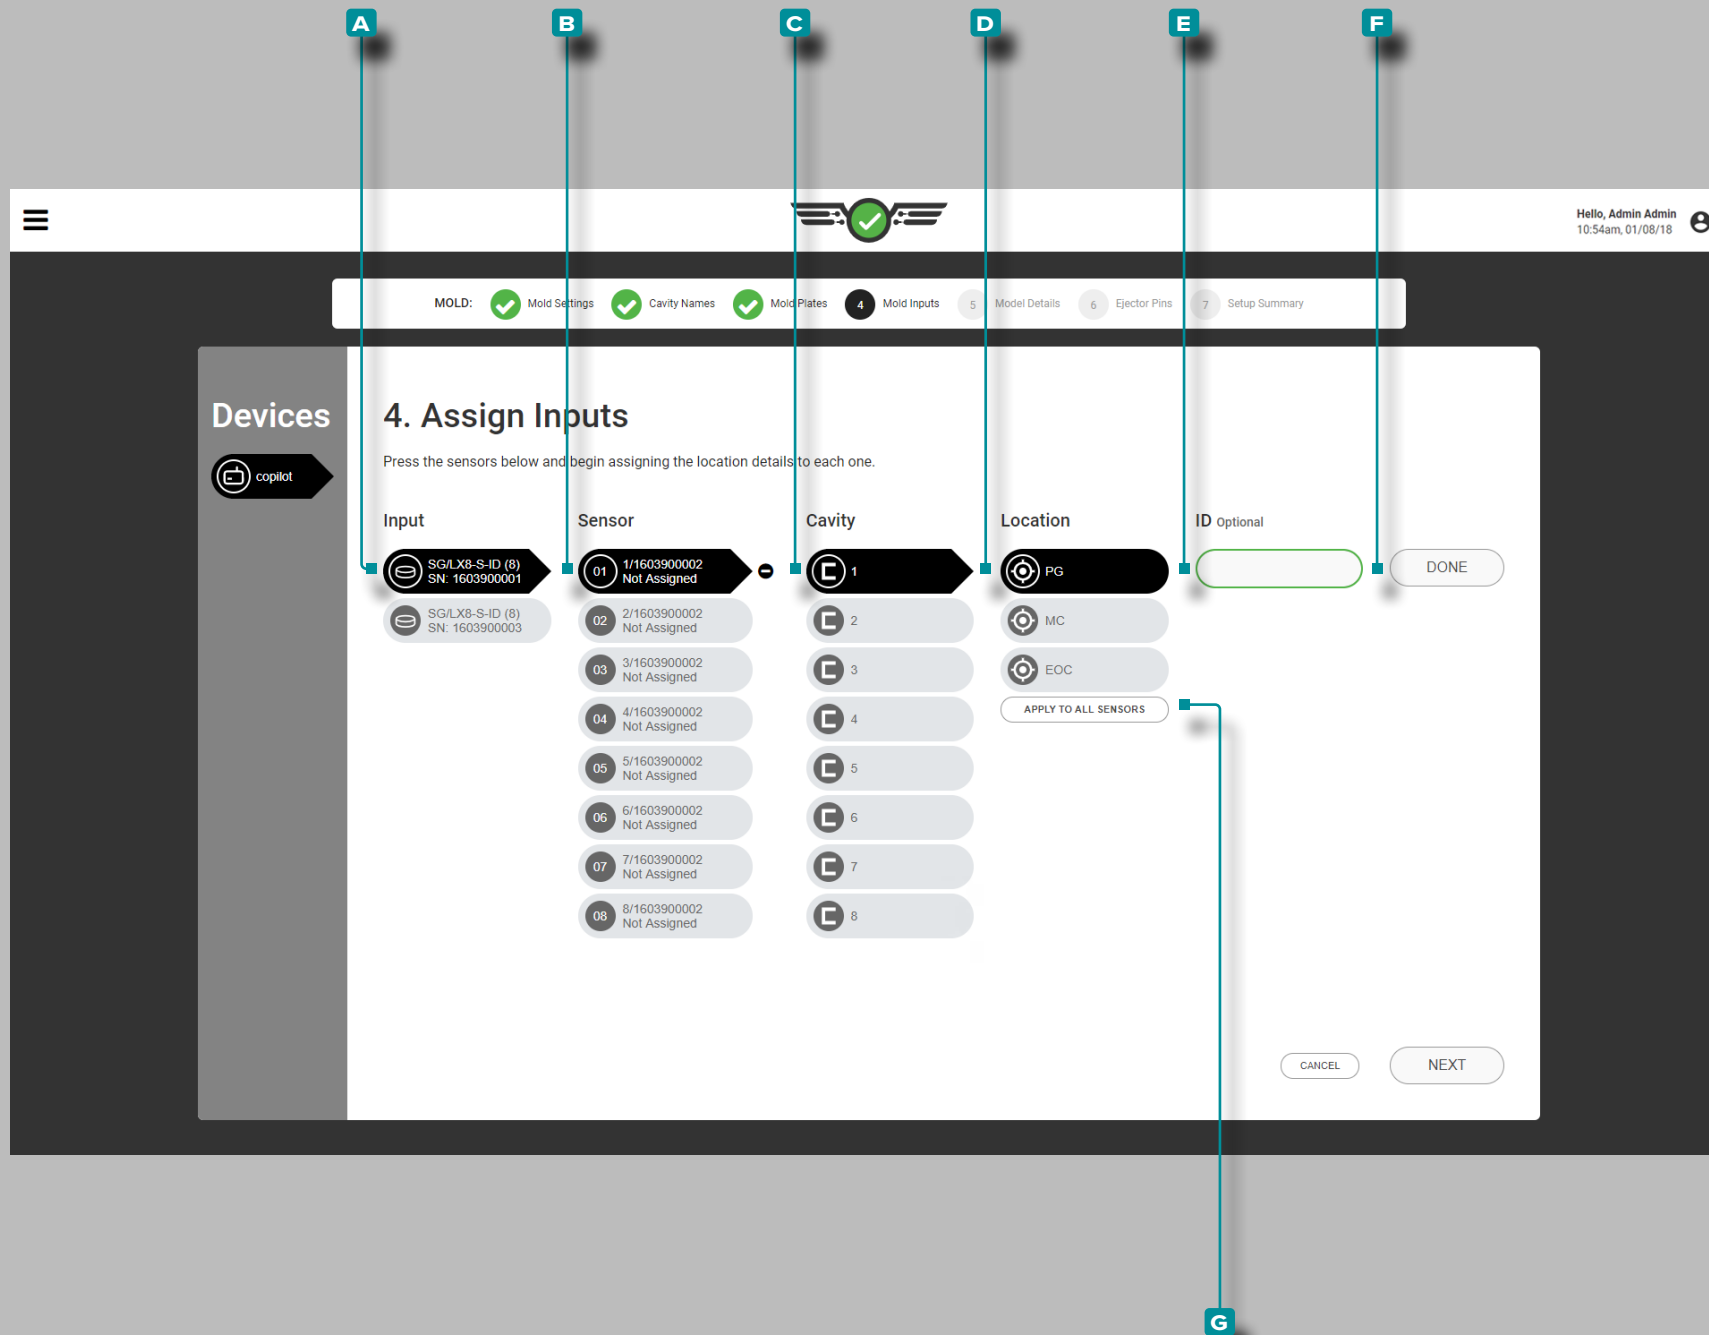 A
B
C
D
E
F
Hello, Admin Admin
10:54am, 01/08/18
MOLD: Mold Settings Cavity Names Mold Plates 4 Mold Inputs 5 Model Details 6 Ejector Pins 7 Setup Summary
Devices
copilot
4. Assign Inputs
Press the sensors below and begin assigning the location details to each one.
Input
SG/LX8-S-ID (8)
SN: 1603900001
SG/LX8-S-ID (8)
SN: 1603900003
Sensor
01 1/1603900002
Not Assigned
02 2/1603900002
Not Assigned
03 3/1603900002
Not Assigned
04 4/1603900002
Not Assigned
05 5/1603900002
Not Assigned
06 6/1603900002
Not Assigned
07 7/1603900002
Not Assigned
08 8/1603900002
Not Assigned
Cavity
1
2
3
4
5
6
7
8
Location
PG
MC
EOC
APPLY TO ALL SENSORS
ID Optional
DONE
CANCEL
NEXT
G